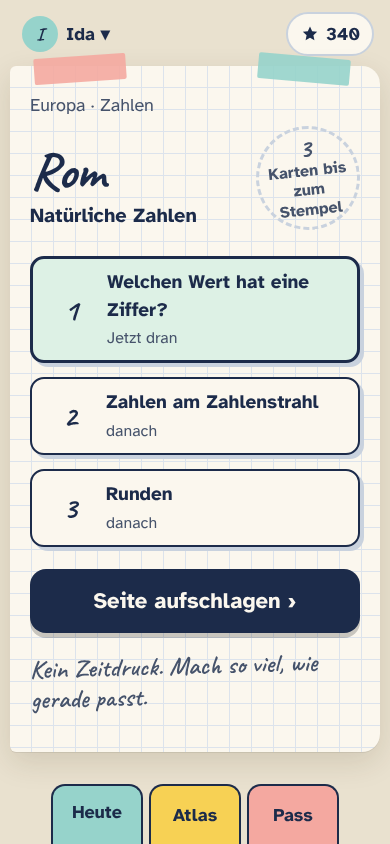 I Ida ▾
★ 340
Europa · Zahlen
Rom
Natürliche Zahlen
3
Karten bis
zum
Stempel
1
Welchen Wert hat eine
Ziffer?
Jetzt dran
2
Zahlen am Zahlenstrahl
danach
3
Runden
danach
Seite aufschlagen ›
Kein Zeitdruck. Mach so viel, wie
gerade passt.
Heute
Atlas
Pass